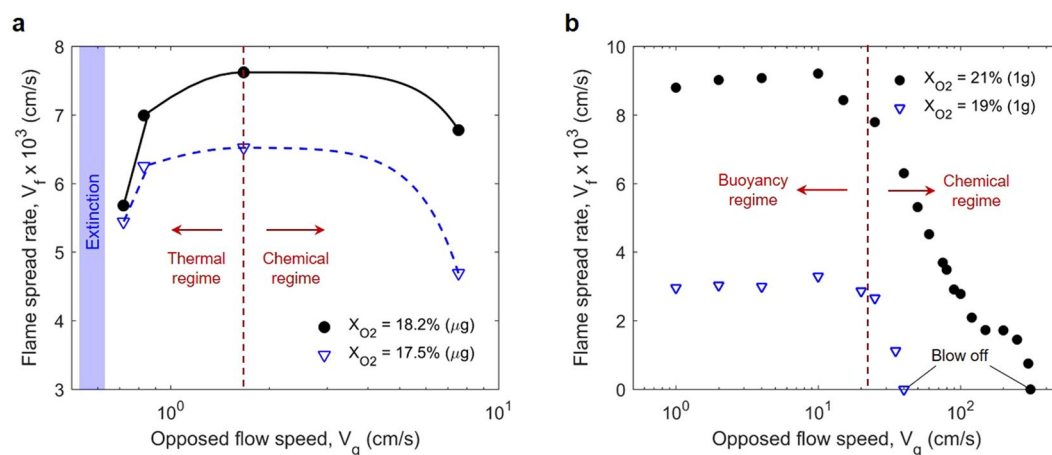 a
8
7
6
5
4
3
Flame spread rate, V_f x 10^3 (cm/s)
Extinction
Thermal
regime
Chemical
regime
X_O2 = 18.2% (μg)
X_O2 = 17.5% (μg)
10^0
10^1
Opposed flow speed, V_g (cm/s)
b
10
8
6
4
2
0
Flame spread rate, V_f x 10^3 (cm/s)
X_O2 = 21% (1g)
X_O2 = 19% (1g)
Buoyancy
regime
Chemical
regime
Blow off
10^0
10^1
10^2
Opposed flow speed, V_g (cm/s)